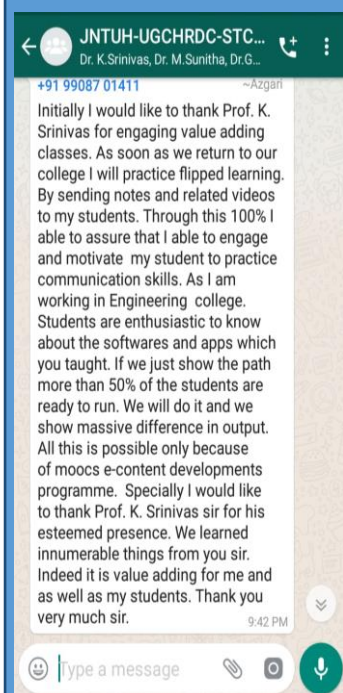 JNTUH-UGCHRDC-STC...
Dr. K.Srinivas, Dr. M.Sunitha, Dr.G...
+91 99087 01411 ~Azgari
Initially I would like to thank Prof. K.
Srinivas for engaging value adding
classes. As soon as we return to our
college I will practice flipped learning.
By sending notes and related videos
to my students. Through this 100% I
able to assure that I able to engage
and motivate  my student to practice
communication skills. As I am
working in Engineering  college.
Students are enthusiastic to know
about the softwares and apps which
you taught. If we just show the path
more than 50% of the students are
ready to run. We will do it and we
show massive difference in output.
All this is possible only because
of moocs e-content developments
programme.  Specially I would like
to thank Prof. K. Srinivas sir for his
esteemed presence. We learned
innumerable things from you sir.
Indeed it is value adding for me and
as well as my students. Thank you
very much sir.
9:42 PM
Type a message